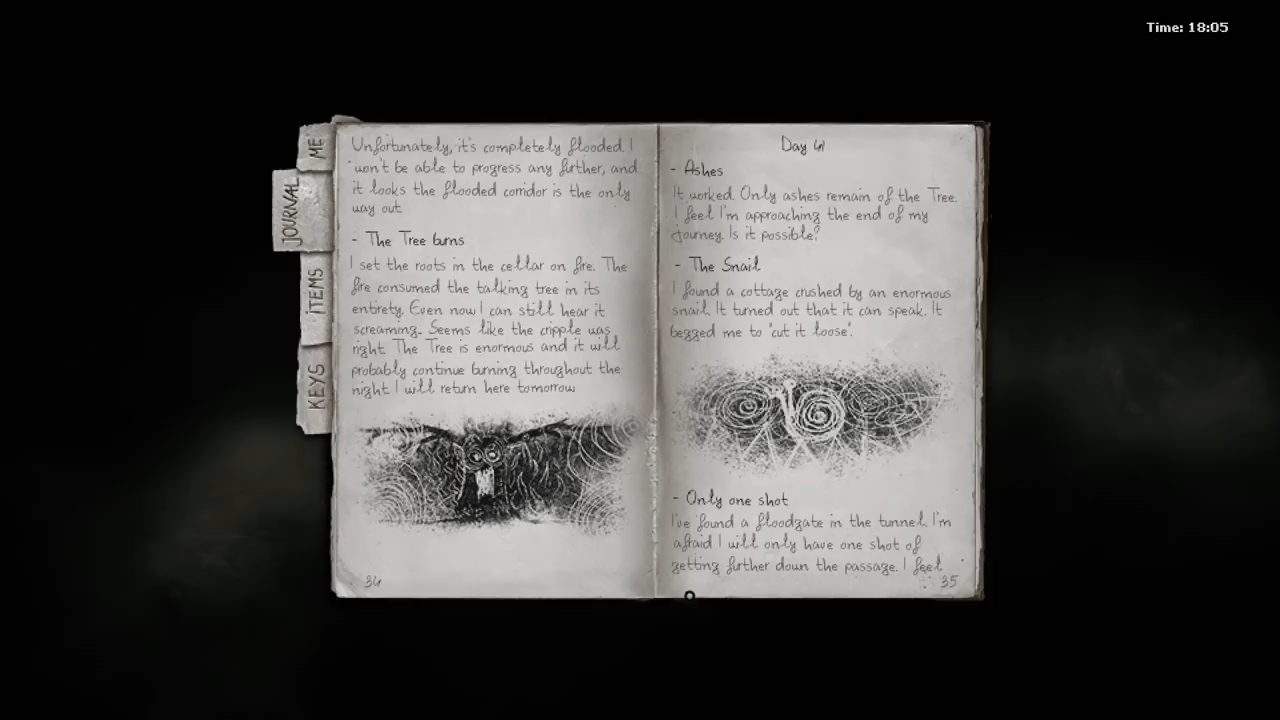 Time: 18:05
ME
JOURNAL
ITEMS
KEYS
Unfortunately, it's completely flooded. I
won't be able to progress any further, and
it looks the flooded corridor is the only
way out.
- The Tree burns
I set the roots in the cellar on fire. The
fire consumed the talking tree in its
entirety. Even now I can still hear it
screaming. Seems like the cripple was
right. The Tree is enormous and it will
probably continue burning throughout the
night. I will return here tomorrow
34
Day 41
- Ashes
It worked. Only ashes remain of the Tree.
I feel I'm approaching the end of my
journey. Is it possible?
- The Snail
I found a cottage crushed by an enormous
snail. It turned out that it can speak. It
begged me to 'cut it loose'.
- Only one shot
I've found a floodgate in the tunnel. I'm
afraid I will only have one shot of
getting further down the passage. I feel
35